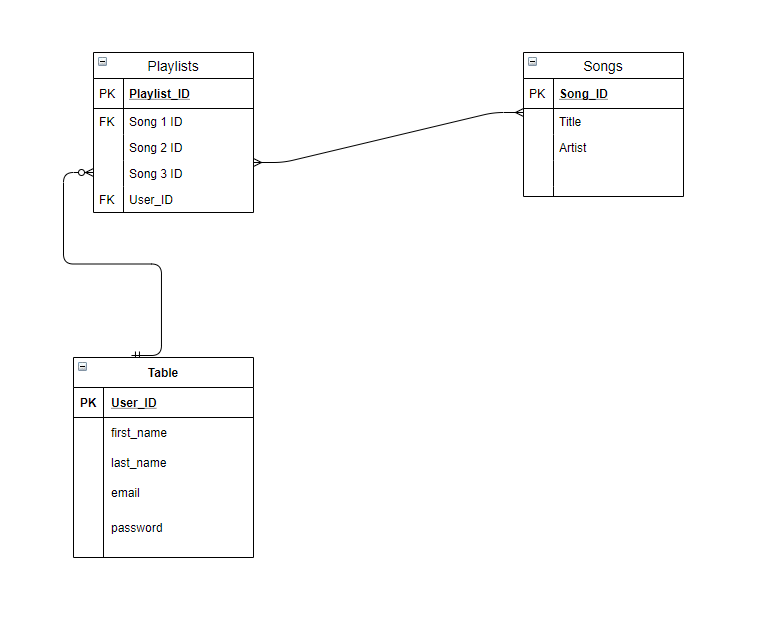 Playlists
PK Playlist_ID
FK Song 1 ID
Song 2 ID
Song 3 ID
FK User_ID
Songs
PK Song_ID
Title
Artist
Table
PK User_ID
first_name
last_name
email
password